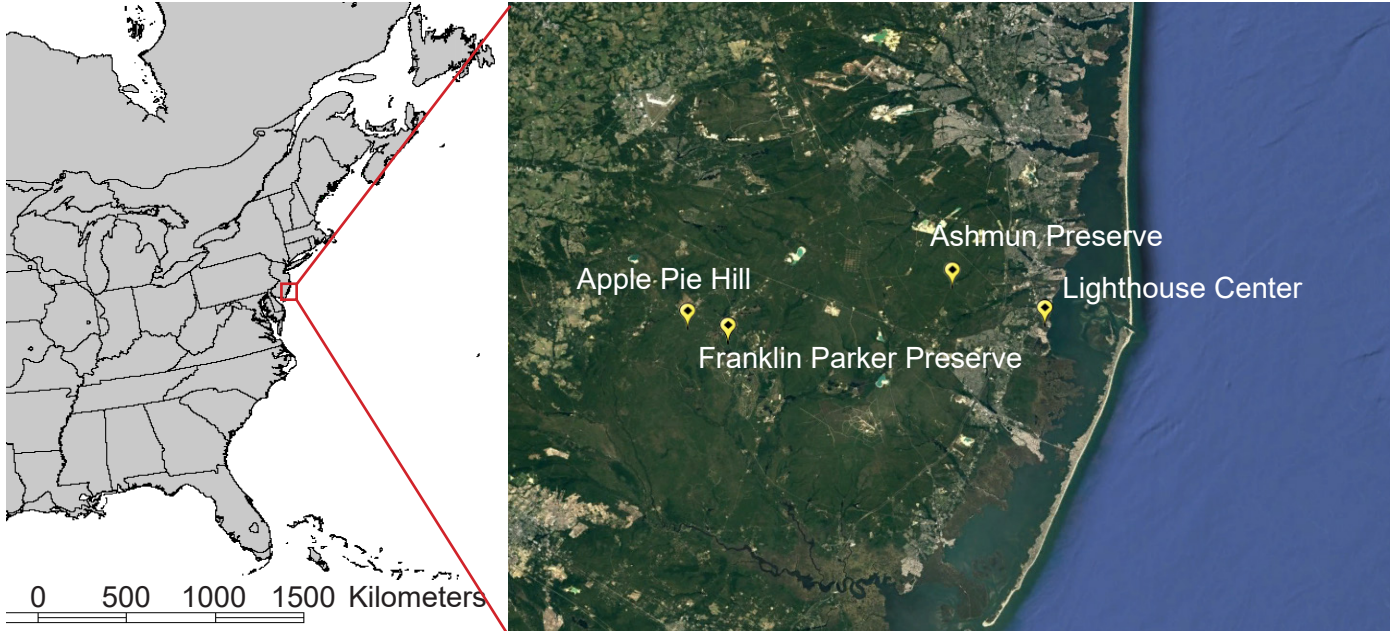 Ashmun Preserve
Apple Pie Hill
Lighthouse Center
Franklin Parker Preserve
0 500 1000 1500 Kilometers